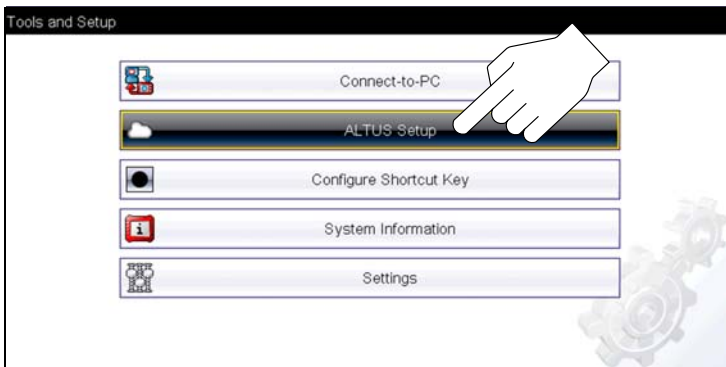 Tools and Setup
Connect-to-PC
ALTUS Setup
Configure Shortcut Key
System Information
Settings